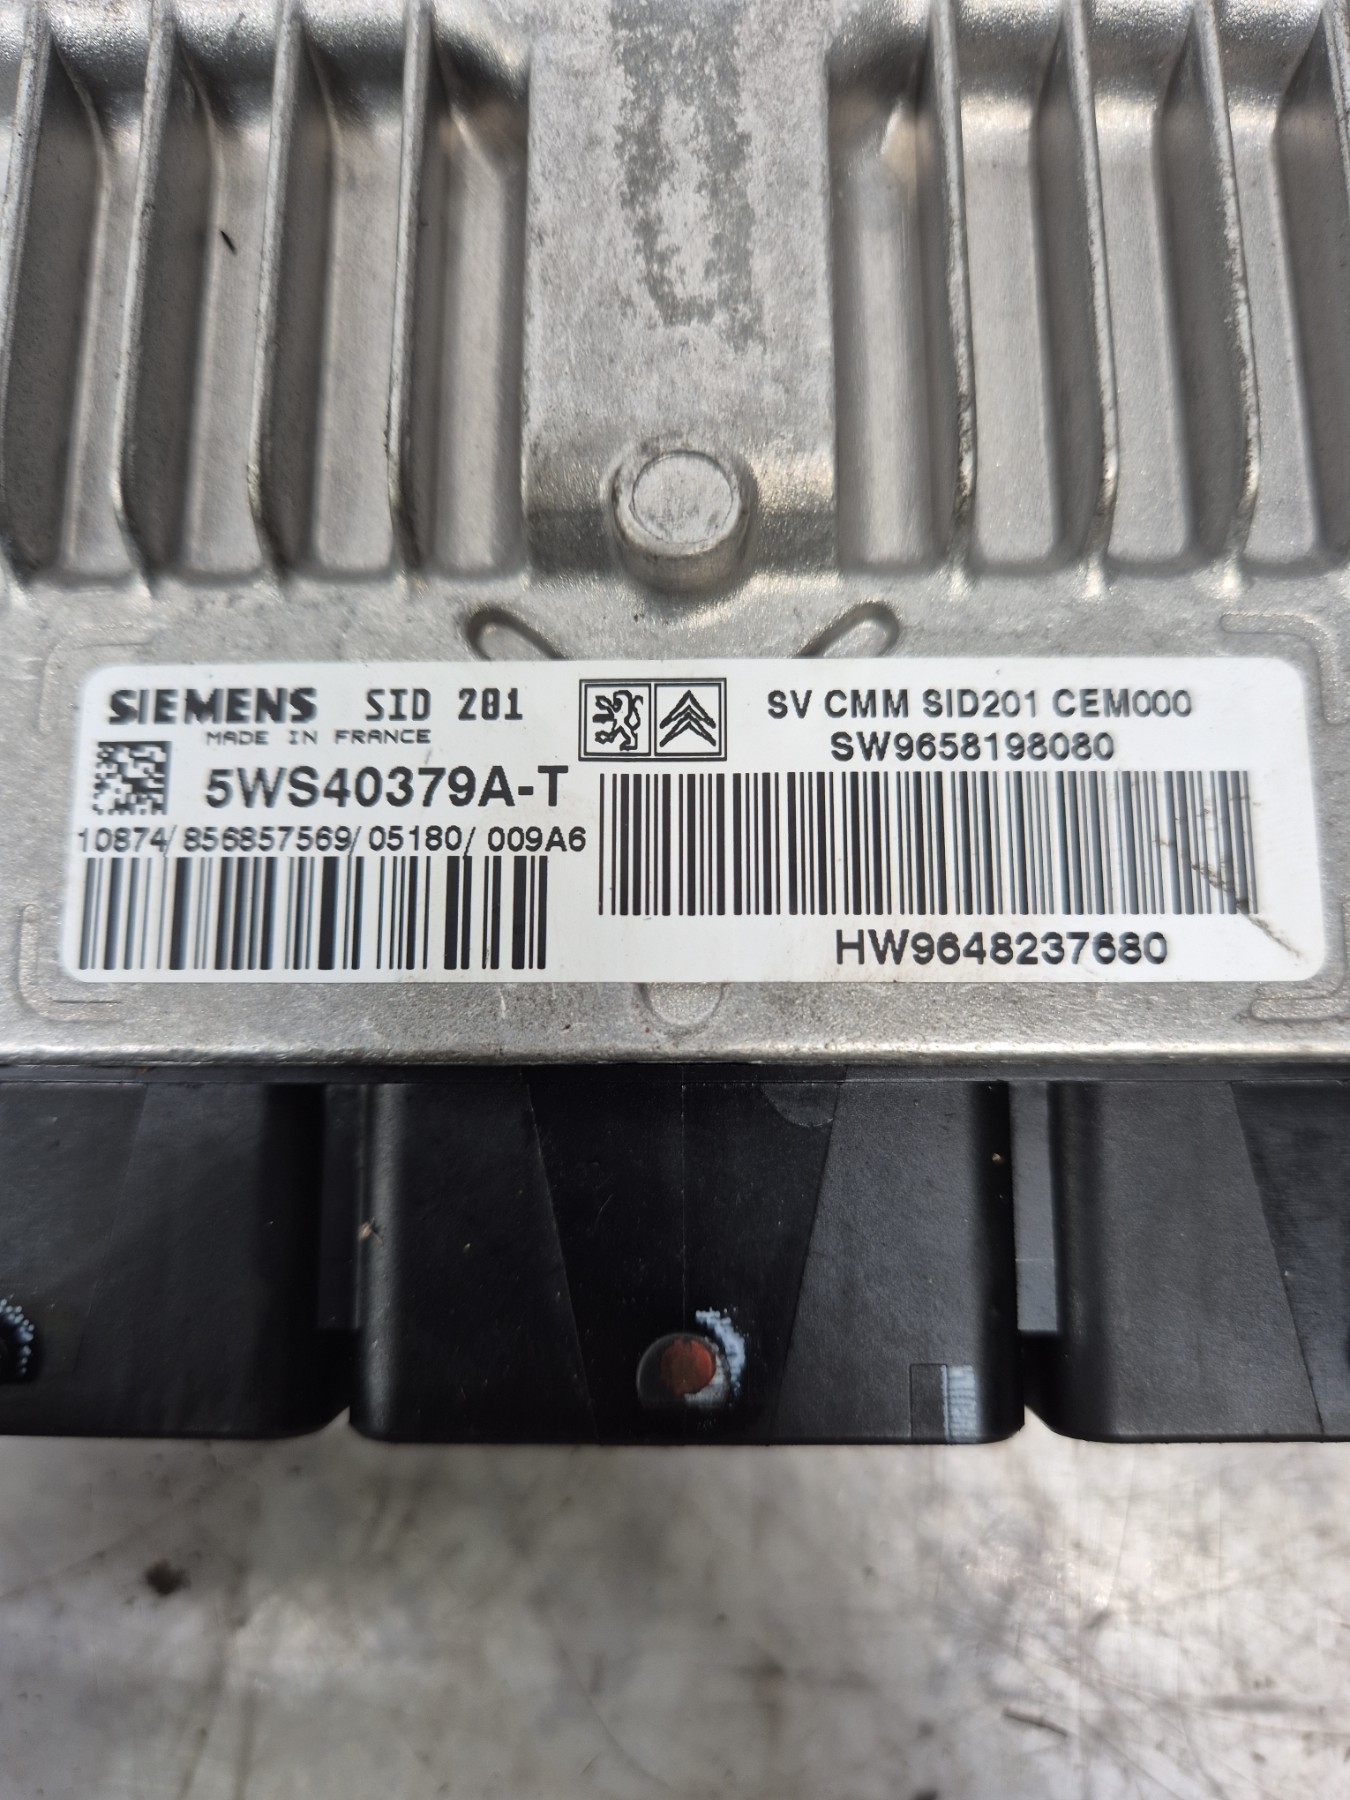 SIEMENS SID 201
MADE IN FRANCE
5WS40379A-T
10874/856857569/05180/009A6
SV CMM SID201 CEM000
SW9658198080
HW9648237680